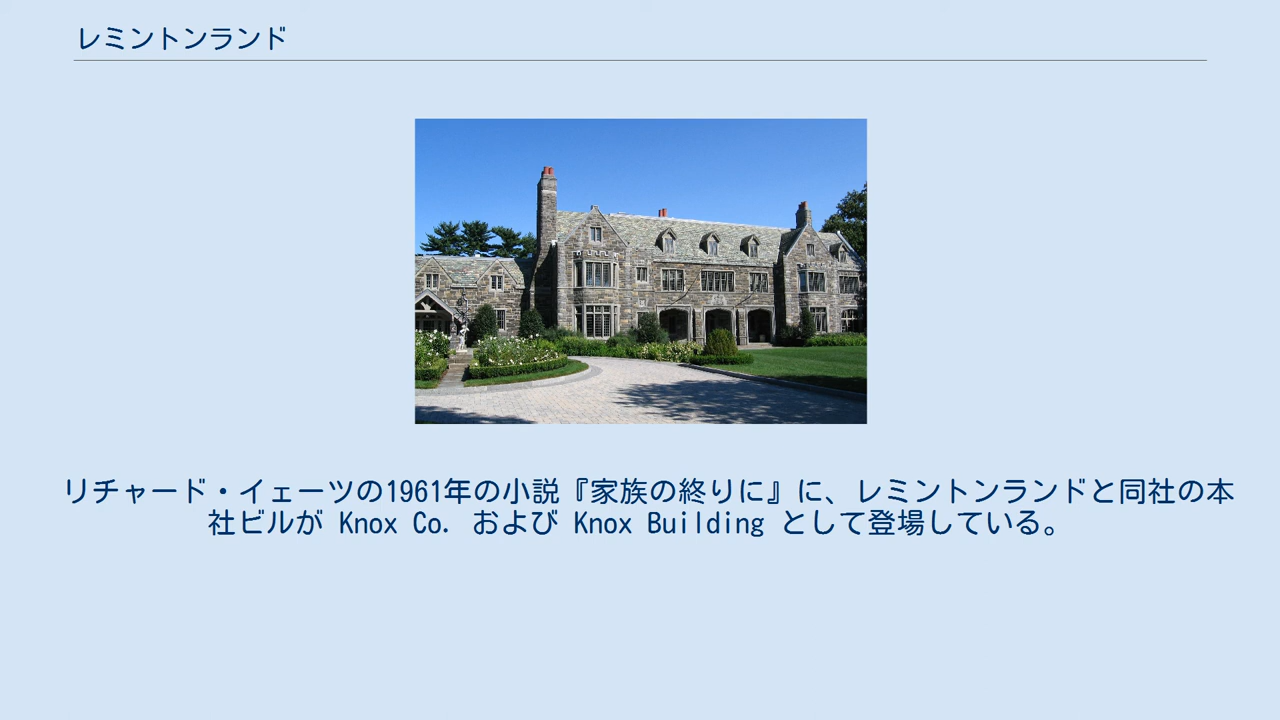 レミントンランド
リチャード・イェーツの1961年の小説『家族の終りに』に、レミントンランドと同社の本
社ビルが Knox Co. および Knox Building として登場している。